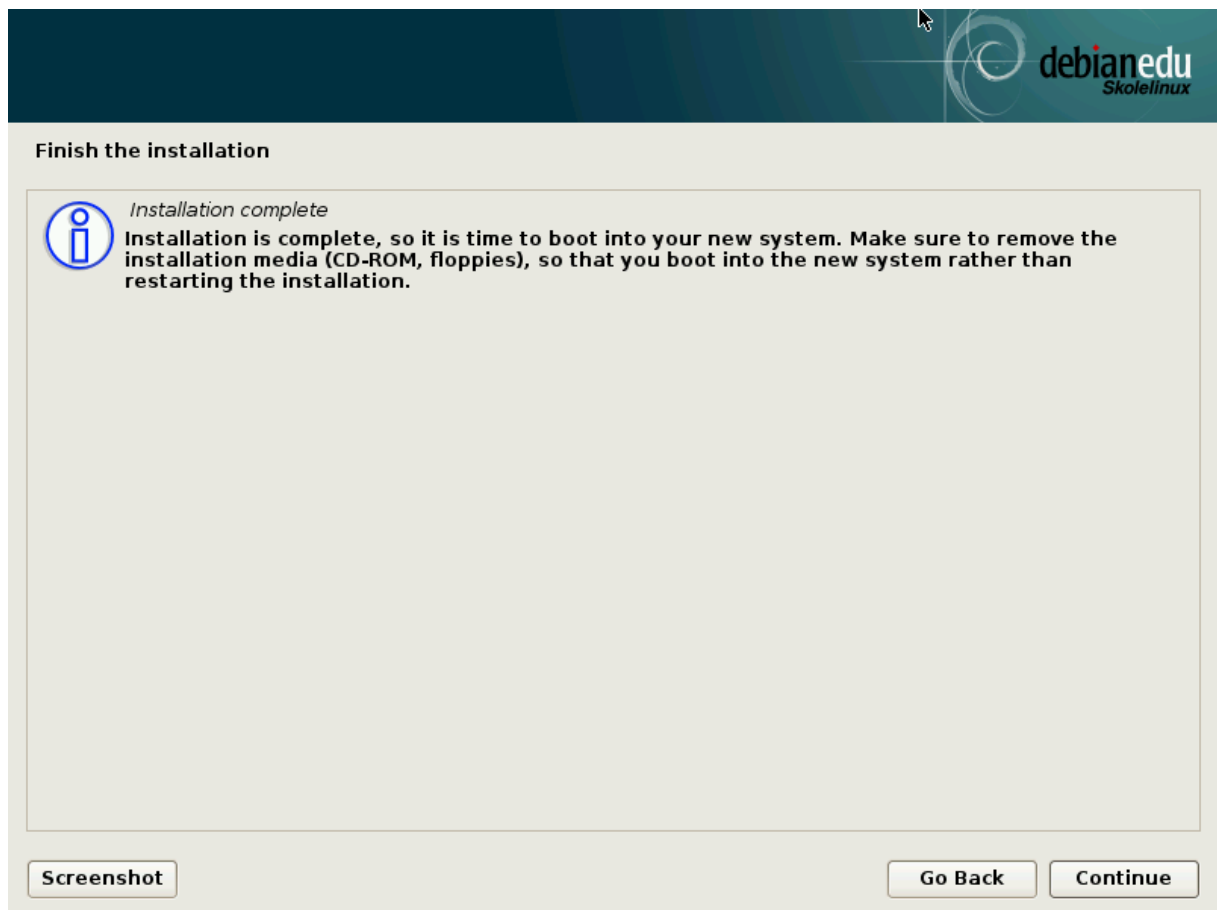 debianedu
Skolelinux
Finish the installation
Installation complete
Installation is complete, so it is time to boot into your new system. Make sure to remove the
installation media (CD-ROM, floppies), so that you boot into the new system rather than
restarting the installation.
Screenshot
Go Back
Continue